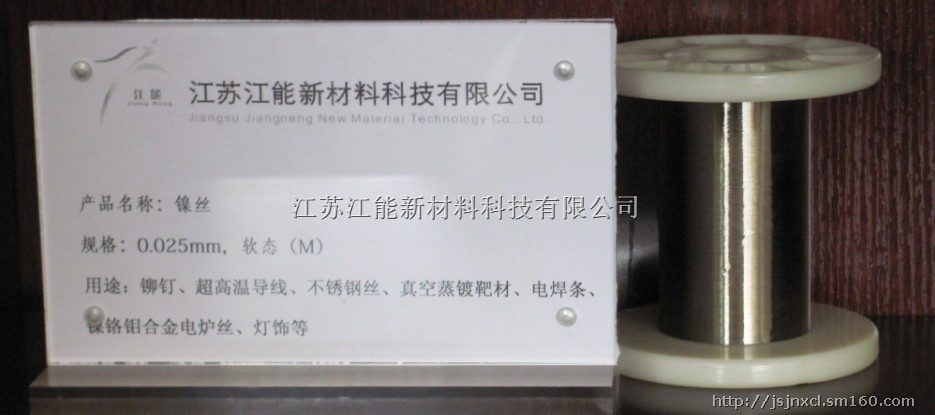 江能
Jiang Neng
江苏江能新材料科技有限公司
Jiangsu Jiangneng New Material Technology Co., Ltd.
产品名称：镍丝
江苏江能新材料科技有限公司
规格：0.025mm，软态（M）
用途：铆钉、超高温导线、不锈钢丝、真空蒸镀靶材、电焊条、
镍铬钼合金电炉丝、灯饰等
http://jsjnxcl.sm160.com/